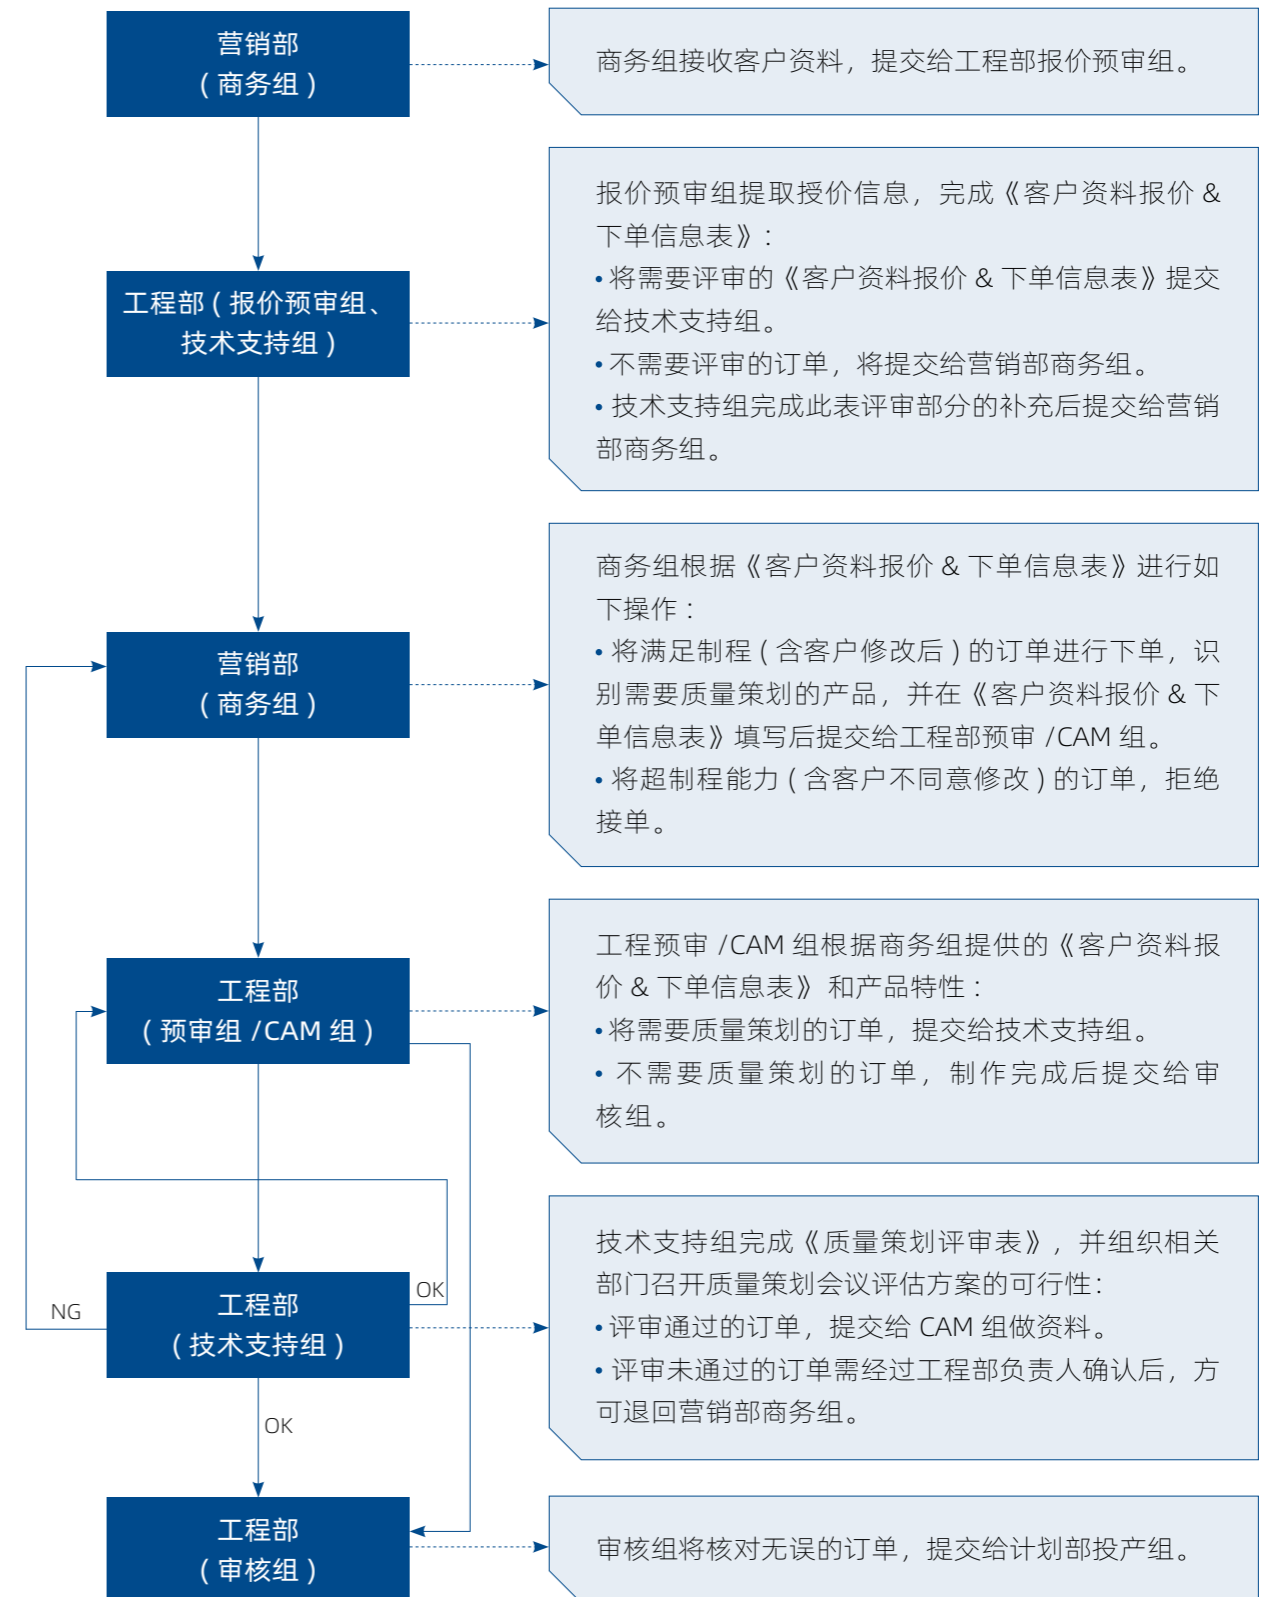 营销部
( 商务组 )
商务组接收客户资料，提交给工程部报价预审组。
报价预审组提取授价信息，完成《客户资料报价 &
下单信息表》：
• 将需要评审的《客户资料报价 & 下单信息表》提交
给技术支持组。
• 不需要评审的订单，将提交给营销部商务组。
• 技术支持组完成此表评审部分的补充后提交给营销
部商务组。
工程部 ( 报价预审组、
技术支持组 )
商务组根据《客户资料报价 & 下单信息表》进行如
下操作：
• 将满足制程 ( 含客户修改后 ) 的订单进行下单，识
别需要质量策划的产品，并在《客户资料报价 & 下
单信息表》填写后提交给工程部预审 /CAM 组。
• 将超制程能力 ( 含客户不同意修改 ) 的订单，拒绝
接单。
营销部
( 商务组 )
工程预审 /CAM 组根据商务组提供的《客户资料报
价 & 下单信息表》 和产品特性：
• 将需要质量策划的订单，提交给技术支持组。
• 不需要质量策划的订单，制作完成后提交给审
核组。
工程部
( 预审组 /CAM 组 )
技术支持组完成《质量策划评审表》，并组织相关
部门召开质量策划会议评估方案的可行性：
• 评审通过的订单，提交给 CAM 组做资料。
• 评审未通过的订单需经过工程部负责人确认后，方
可退回营销部商务组。
NG
工程部
( 技术支持组 )
OK
OK
工程部
( 审核组 )
审核组将核对无误的订单，提交给计划部投产组。